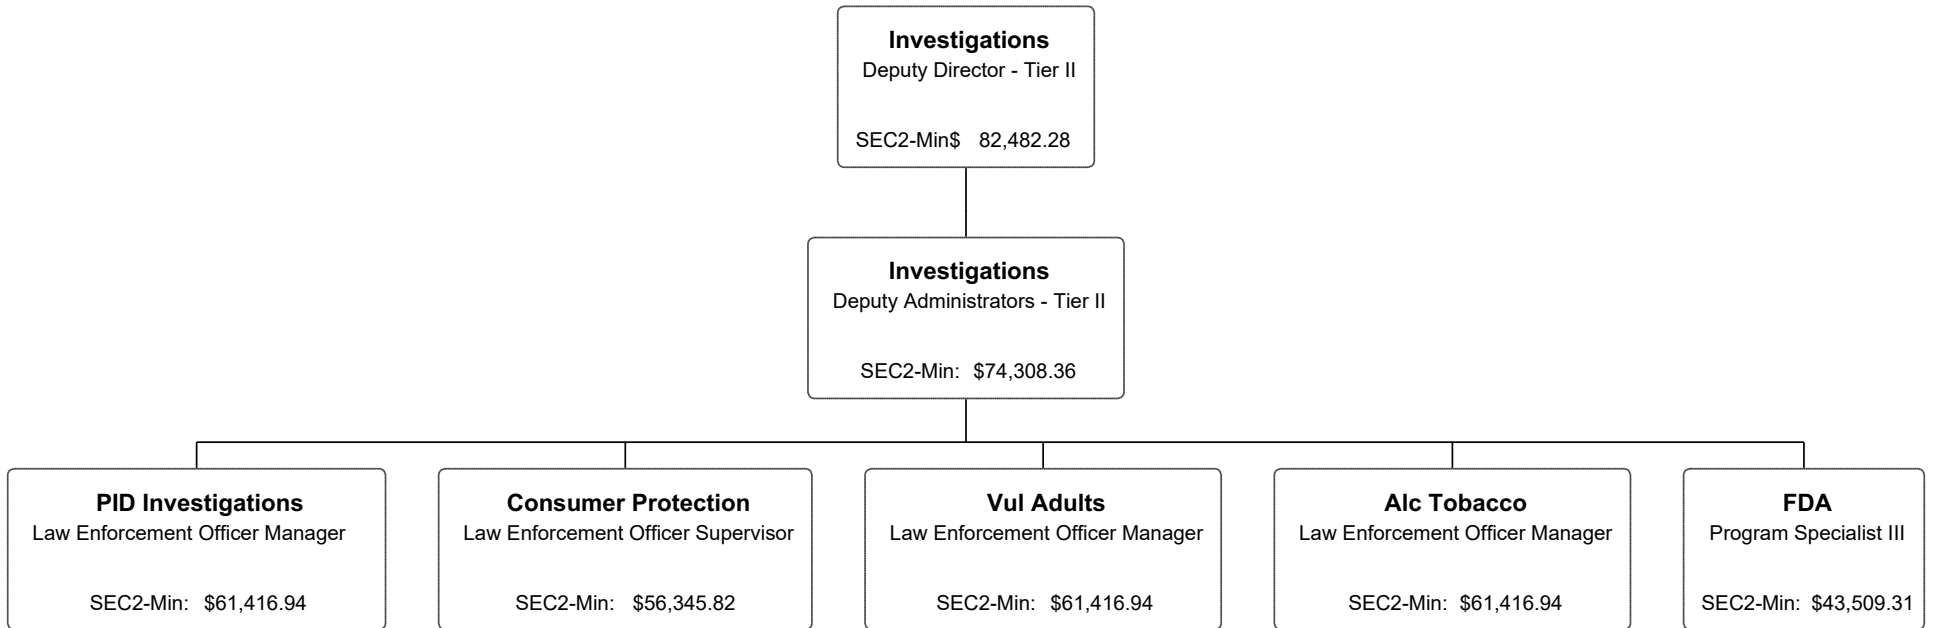 Investigations
Deputy Director - Tier II
SEC2-Min$ 82,482.28
Investigations
Deputy Administrators - Tier II
SEC2-Min: $74,308.36
PID Investigations
Law Enforcement Officer Manager
SEC2-Min: $61,416.94
Consumer Protection
Law Enforcement Officer Supervisor
SEC2-Min: $56,345.82
Vul Adults
Law Enforcement Officer Manager
SEC2-Min: $61,416.94
Alc Tobacco
Law Enforcement Officer Manager
SEC2-Min: $61,416.94
FDA
Program Specialist III
SEC2-Min: $43,509.31